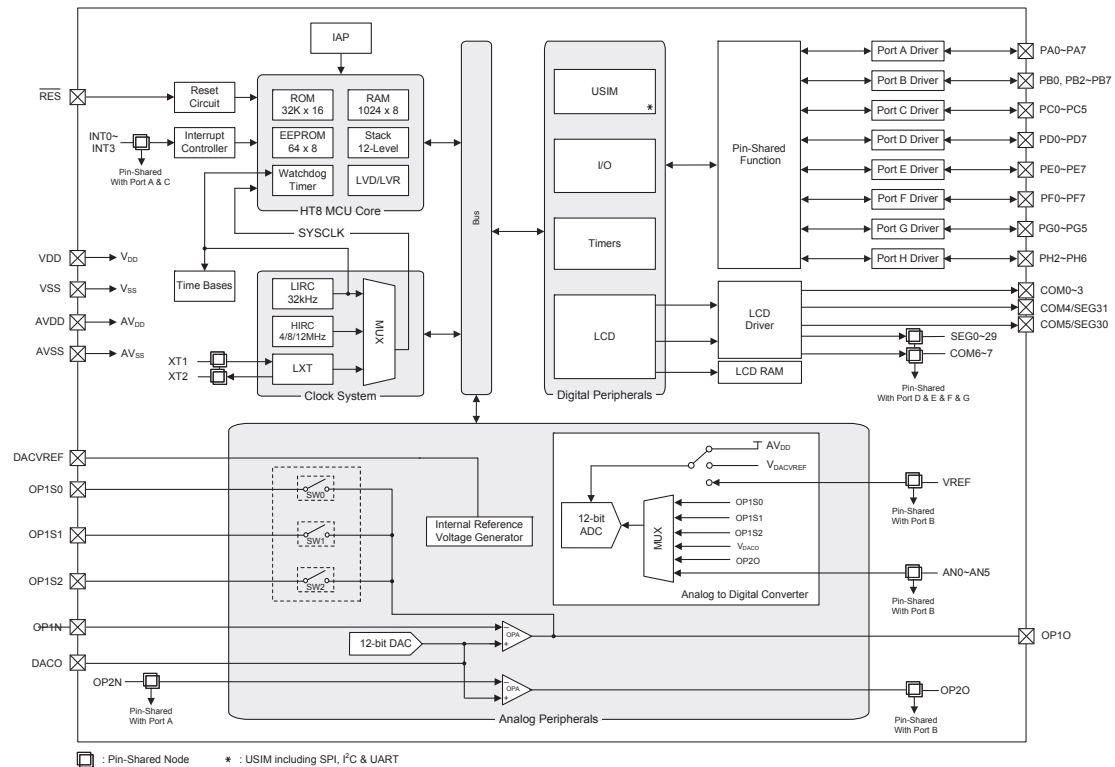 IAP
RES
Reset
Circuit
INT0~
INT3
Interrupt
Controller
Pin-Shared
With Port A & C
ROM
32K x 16
RAM
1024 x 8
EEPROM
64 x 8
Stack
12-Level
Watchdog
Timer
LVD/LVR
HT8 MCU Core
SYSCLK
VDD
VDD
VSS
VSS
AVDD
AVDD
AVSS
AVSS
Time Bases
LIRC
32kHz
HIRC
4/8/12MHz
LXT
XT1
XT2
MUX
Clock System
Bus
USIM
*
I/O
Timers
LCD
Digital Peripherals
Pin-Shared
Function
Port A Driver
PA0~PA7
Port B Driver
PB0, PB2~PB7
Port C Driver
PC0~PC5
Port D Driver
PD0~PD7
Port E Driver
PE0~PE7
Port F Driver
PF0~PF7
Port G Driver
PG0~PG5
Port H Driver
PH2~PH6
LCD
Driver
LCD RAM
COM0~3
COM4/SEG31
COM5/SEG30
SEG0~29
COM6~7
Pin-Shared
With Port D & E & F & G
DACVREF
OP1S0
OP1S1
OP1S2
OP1N
DACO
OP2N
Pin-Shared
With Port A
SW0
SW1
SW2
Internal Reference
Voltage Generator
12-bit DAC
OPA
OPA
AVDD
VDACVREF
12-bit
ADC
MUX
OP1S0
OP1S1
OP1S2
VDACO
OP2O
Analog to Digital Converter
VREF
Pin-Shared
With Port B
AN0~AN5
Pin-Shared
With Port B
OP1O
OP2O
Pin-Shared
With Port B
Analog Peripherals
: Pin-Shared Node
* : USIM including SPI, I²C & UART